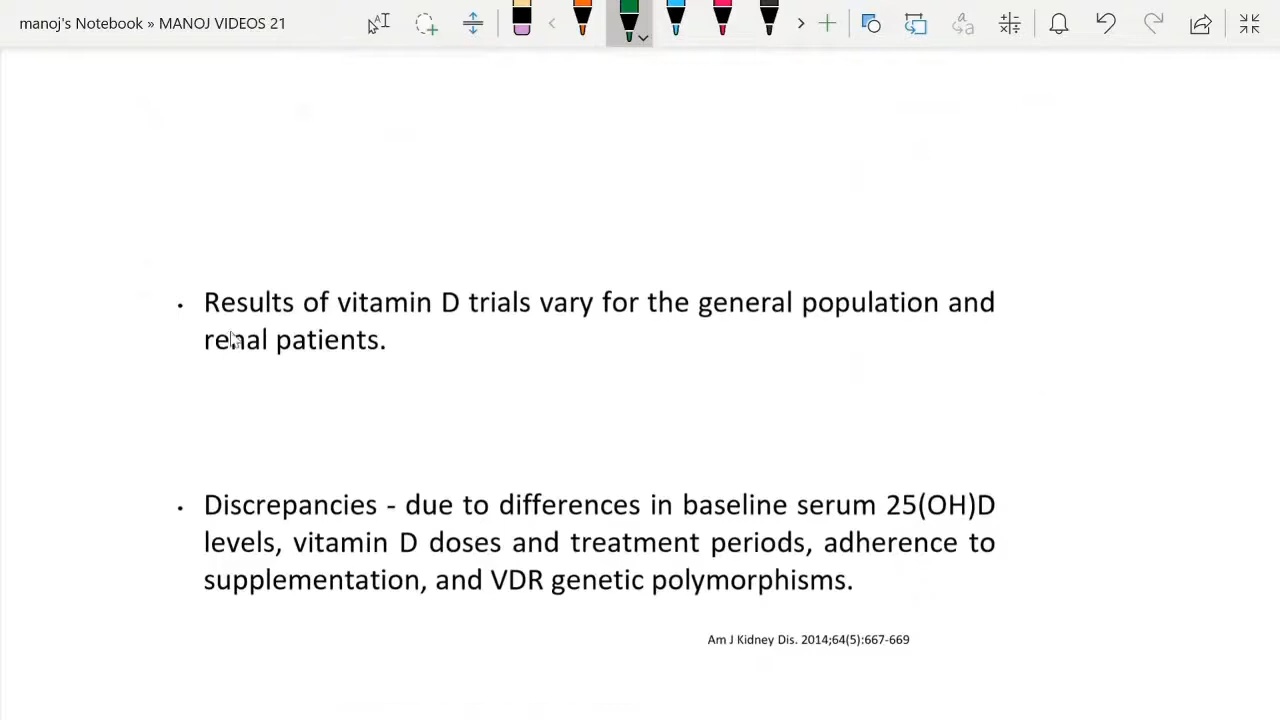 manoj's Notebook » MANOJ VIDEOS 21
• Results of vitamin D trials vary for the general population and
renal patients.
• Discrepancies - due to differences in baseline serum 25(OH)D
levels, vitamin D doses and treatment periods, adherence to
supplementation, and VDR genetic polymorphisms.
Am J Kidney Dis. 2014;64(5):667-669